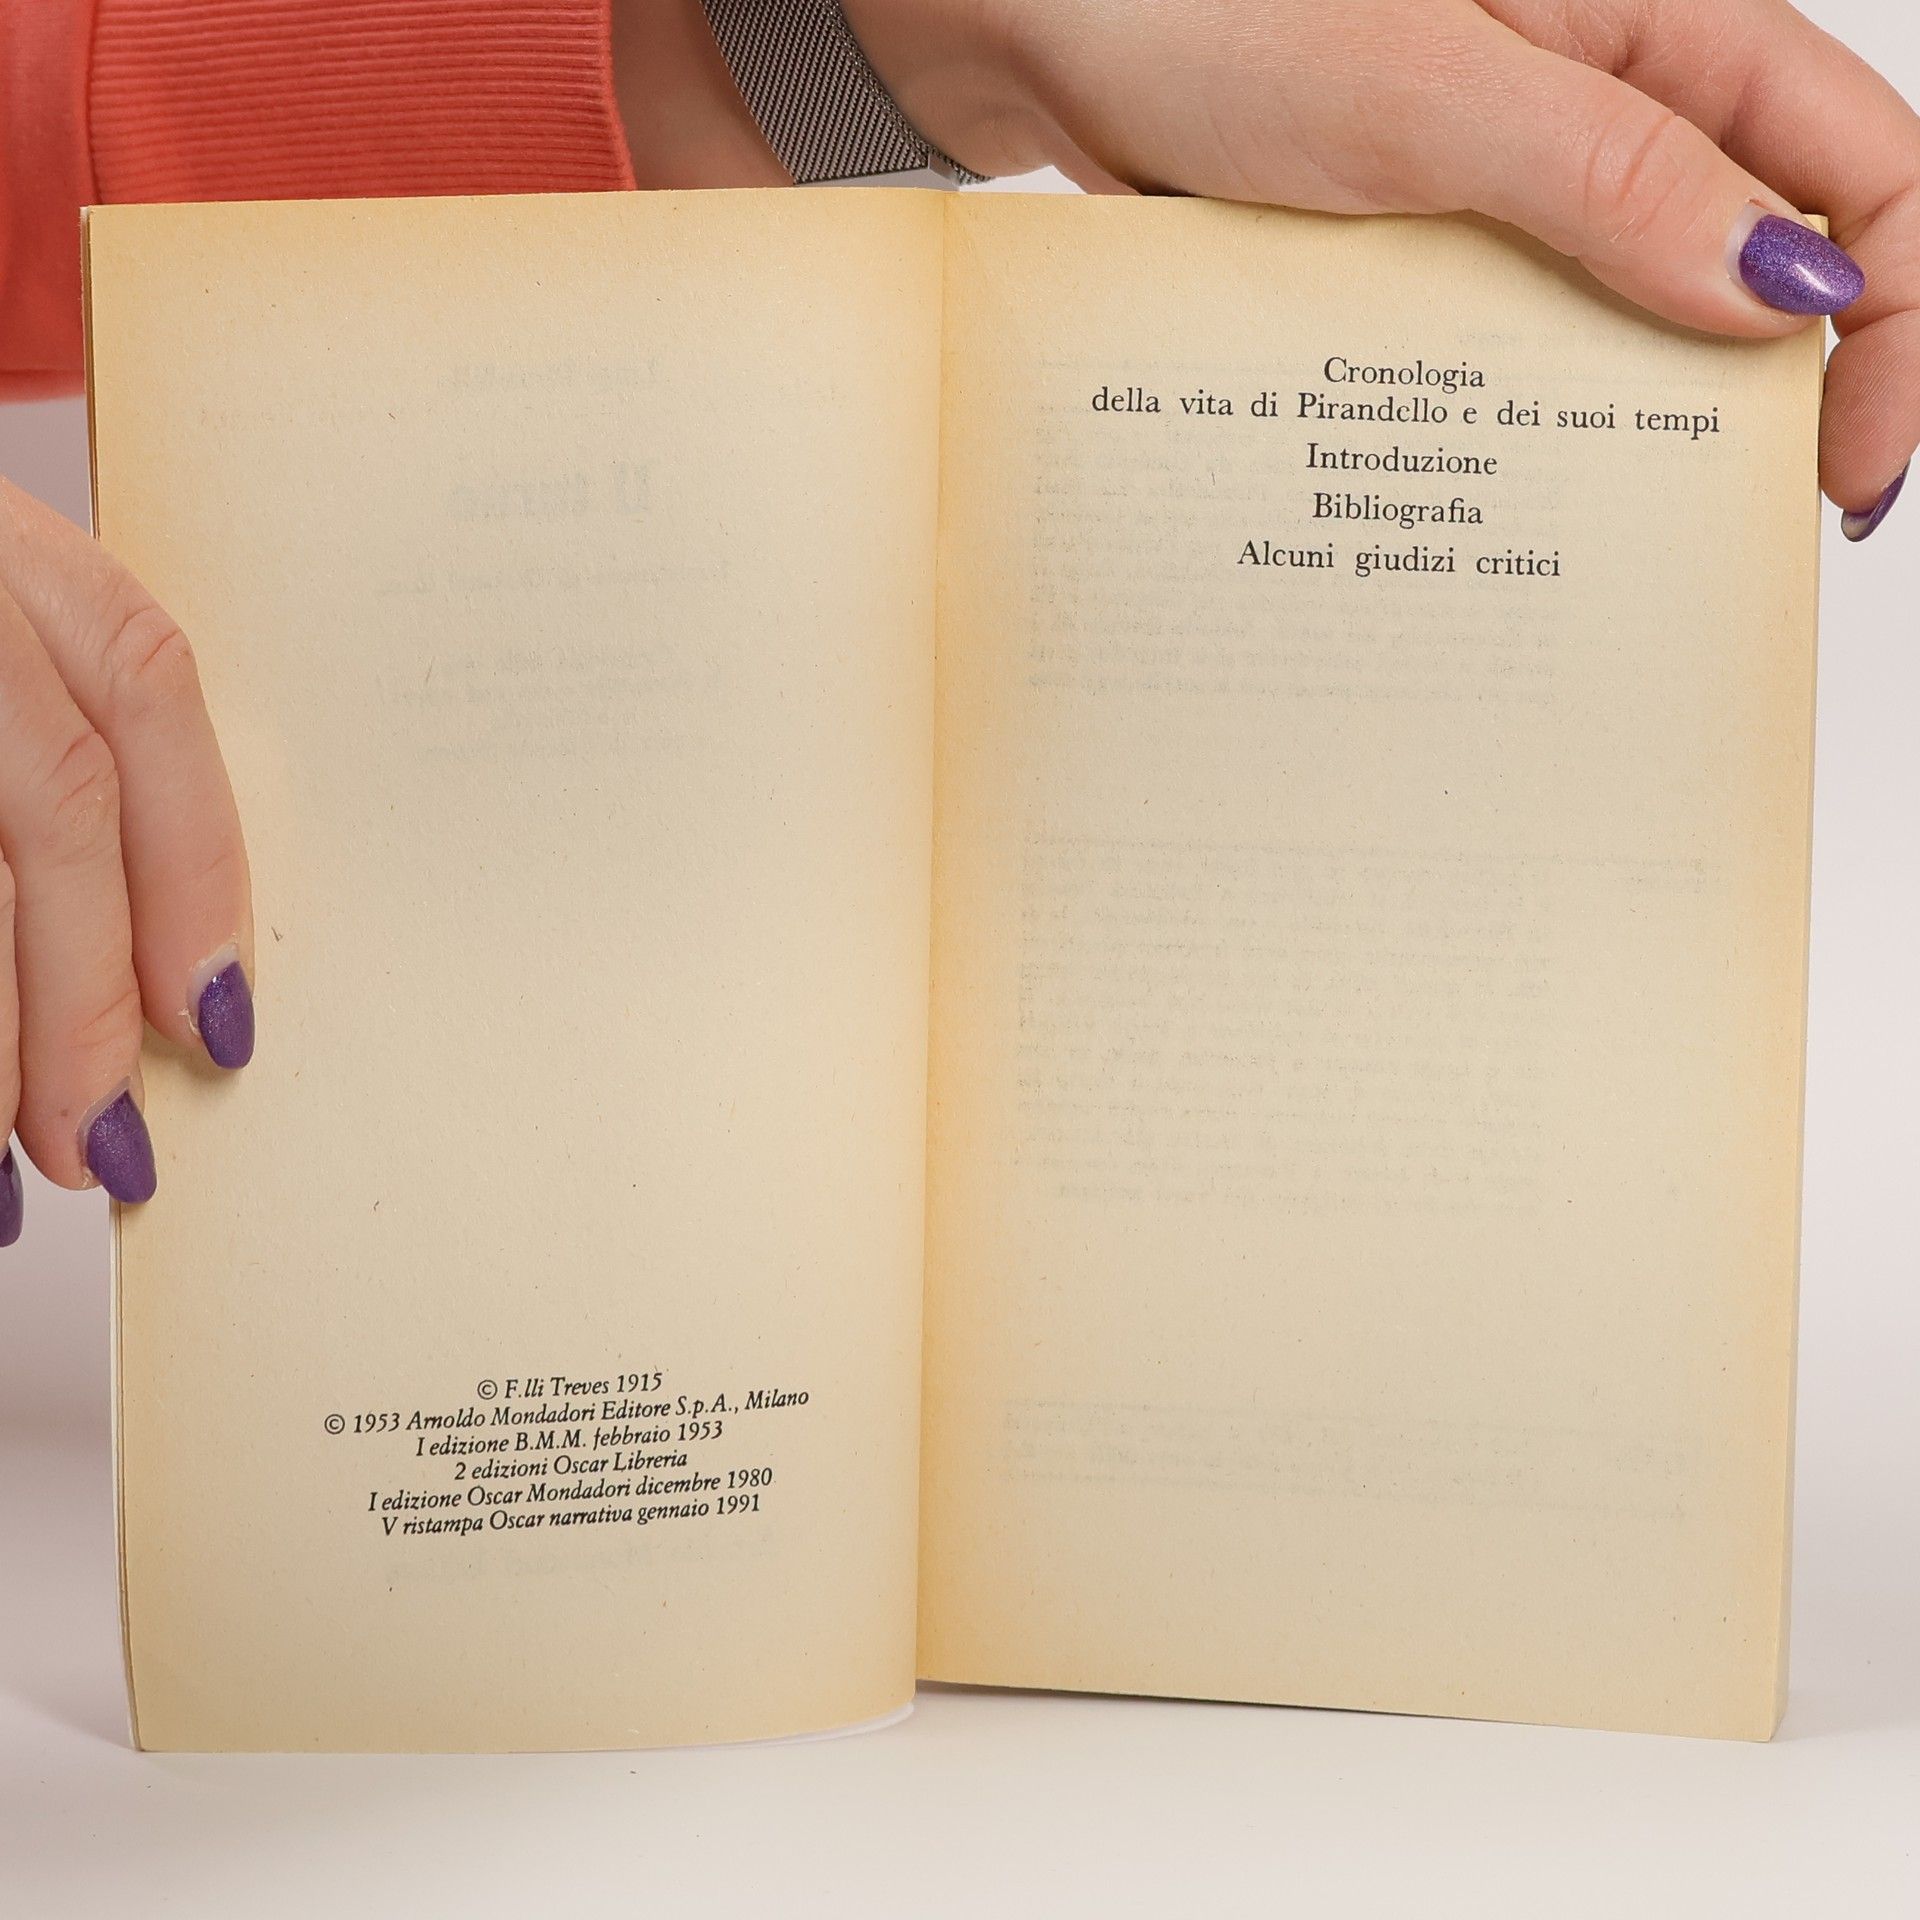 © F.lli Treves 1915
© 1953 Arnoldo Mondadori Editore S.p.A., Milano
I edizione B.M.M. febbraio 1953
2 edizioni Oscar Libreria
I edizione Oscar Mondadori dicembre 1980
V ristampa Oscar narrativa gennaio 1991
Cronologia
della vita di Pirandello e dei suoi tempi
Introduzione
Bibliografia
Alcuni giudizi critici